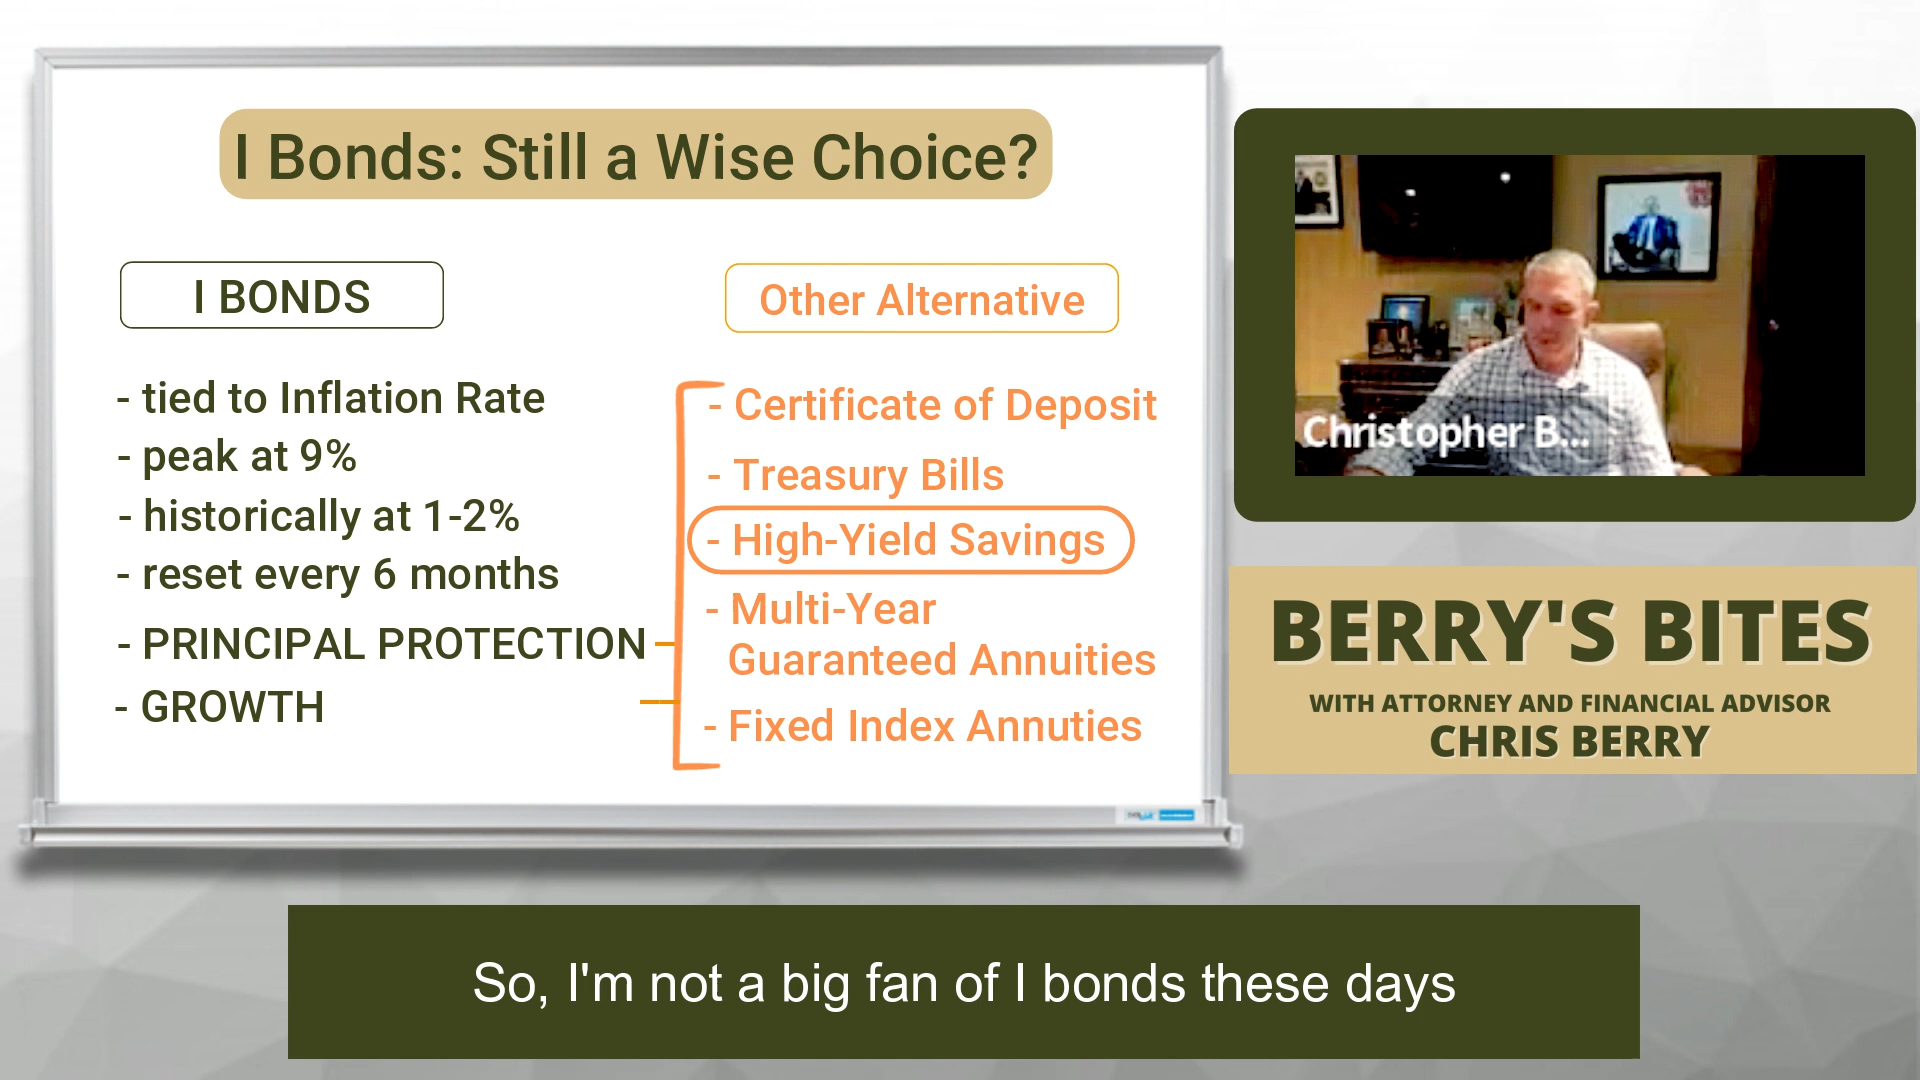 I Bonds: Still a Wise Choice?
I BONDS
- tied to Inflation Rate
- peak at 9%
- historically at 1-2%
- reset every 6 months
- PRINCIPAL PROTECTION
- GROWTH
Other Alternative
- Certificate of Deposit
- Treasury Bills
- High-Yield Savings
- Multi-Year
Guaranteed Annuities
- Fixed Index Annuties
Christopher B...
BERRY'S BITES
WITH ATTORNEY AND FINANCIAL ADVISOR
CHRIS BERRY
So, I'm not a big fan of I bonds these days